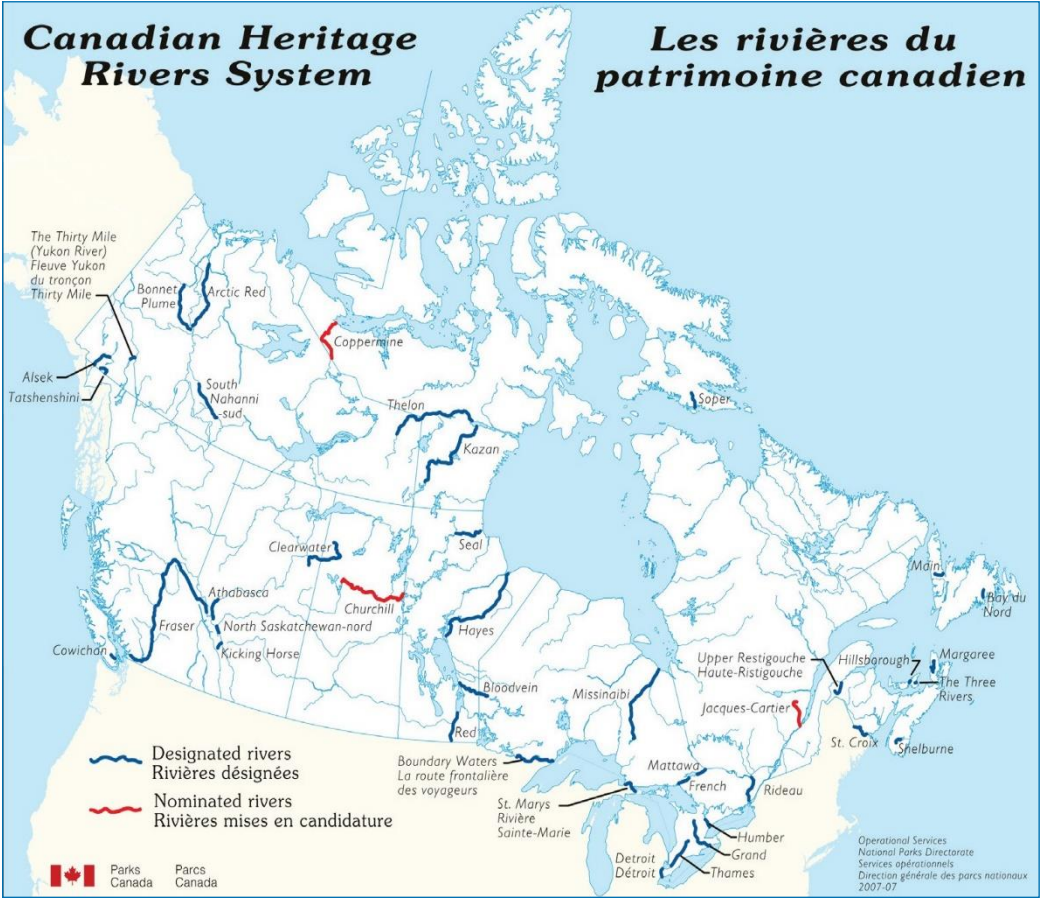 Canadian Heritage
Rivers System
Les rivières du
patrimoine canadien
The Thirty Mile
(Yukon River)
Fleuve Yukon
du tronçon
Thirty Mile
Bonnet
Plume
Arctic Red
Coppermine
Alsek
Tatshenshini
South
Nahanni
-sud
Thelon
Kazan
Soper
Clearwater
Seal
Churchill
Athabasca
Fraser
North Saskatchewan-nord
Kicking Horse
Cowichan
Hayes
Main
Bay du
Nord
Bloodvein
Missinaibi
Upper Restigouche
Haute-Ristigouche
Hillsborough
Margaree
The Three
Rivers
Jacques-Cartier
Red
St. Croix
Shelburne
Designated rivers
Rivières désignées
Nominated rivers
Rivières mises en candidature
Boundary Waters
La route frontalière
des voyageurs
Mattawa
French
Rideau
St. Marys
Rivière
Sainte-Marie
Humber
Grand
Thames
Detroit
Détroit
Parks
Canada
Parcs
Canada
Operational Services
National Parks Directorate
Services opérationnels
Direction générale des parcs nationaux
2007-07